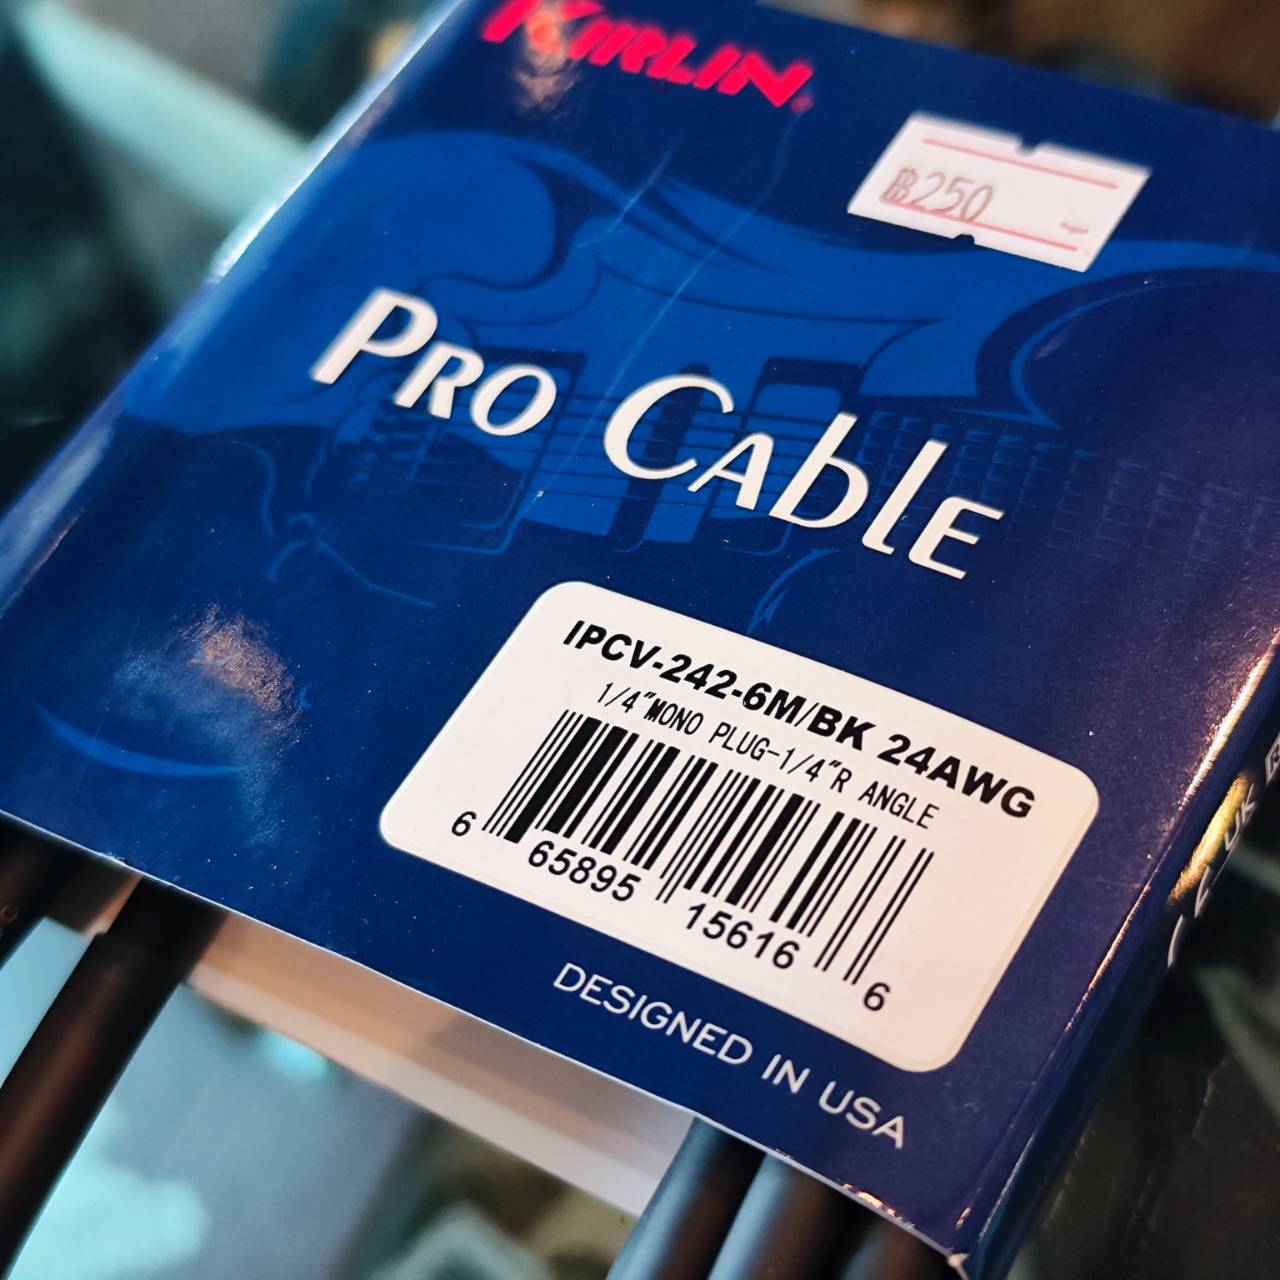 KIRLIN®
฿250
PRO CAblE
IPCV-242-6M/BK 24AWG
1/4"MONO PLUG-1/4"R ANGLE
6 65895 15616 6
DESIGNED IN USA